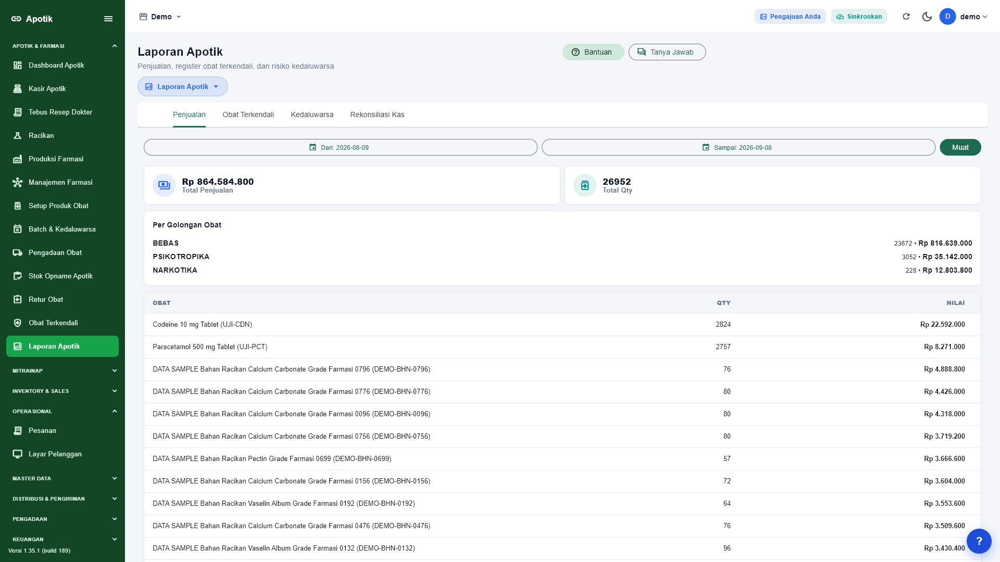 Apotik
APOTIK & FARMASI
Dashboard Apotik
Kasir Apotik
Tebus Resep Dokter
Racikan
Produksi Farmasi
Manajemen Farmasi
Setup Produk Obat
Batch & Kedaluwarsa
Pengadaan Obat
Stok Opname Apotik
Retur Obat
Obat Terkendali
Laporan Apotik
MITRAINAP
INVENTORY & SALES
OPERASIONAL
Pesanan
Layar Pelanggan
MASTER DATA
DISTRIBUSI & PENGIRIMAN
PENGADAAN
KEUANGAN
Versi 1.35.1 (build 189)
Demo
Pengajuan Anda
Sinkronkan
D
demo
Laporan Apotik
Penjualan, register obat terkendali, dan risiko kedaluwarsa
Bantuan
Tanya Jawab
Laporan Apotik
Penjualan Obat Terkendali Kedaluwarsa Rekonsiliasi Kas
Dari: 2026-08-09
Sampai: 2026-09-08
Muat
Rp 864.584.800
Total Penjualan
26952
Total Qty
Per Golongan Obat
BEBAS 23672 • Rp 816.639.000
PSIKOTROPIKA 3052 • Rp 35.142.000
NARKOTIKA 228 • Rp 12.803.800
OBAT QTY NILAI
Codeine 10 mg Tablet (UJI-CDN) 2824 Rp 22.592.000
Paracetamol 500 mg Tablet (UJI-PCT) 2757 Rp 8.271.000
DATA SAMPLE Bahan Racikan Calcium Carbonate Grade Farmasi 0796 (DEMO-BHN-0796) 76 Rp 4.888.800
DATA SAMPLE Bahan Racikan Calcium Carbonate Grade Farmasi 0776 (DEMO-BHN-0776) 80 Rp 4.426.000
DATA SAMPLE Bahan Racikan Calcium Carbonate Grade Farmasi 0096 (DEMO-BHN-0096) 80 Rp 4.318.000
DATA SAMPLE Bahan Racikan Calcium Carbonate Grade Farmasi 0756 (DEMO-BHN-0756) 80 Rp 3.719.200
DATA SAMPLE Bahan Racikan Pectin Grade Farmasi 0699 (DEMO-BHN-0699) 57 Rp 3.666.600
DATA SAMPLE Bahan Racikan Calcium Carbonate Grade Farmasi 0156 (DEMO-BHN-0156) 72 Rp 3.604.000
DATA SAMPLE Bahan Racikan Vaselin Album Grade Farmasi 0192 (DEMO-BHN-0192) 64 Rp 3.553.600
DATA SAMPLE Bahan Racikan Calcium Carbonate Grade Farmasi 0476 (DEMO-BHN-0476) 76 Rp 3.509.600
DATA SAMPLE Bahan Racikan Vaselin Album Grade Farmasi 0132 (DEMO-BHN-0132) 96 Rp 3.430.400
?